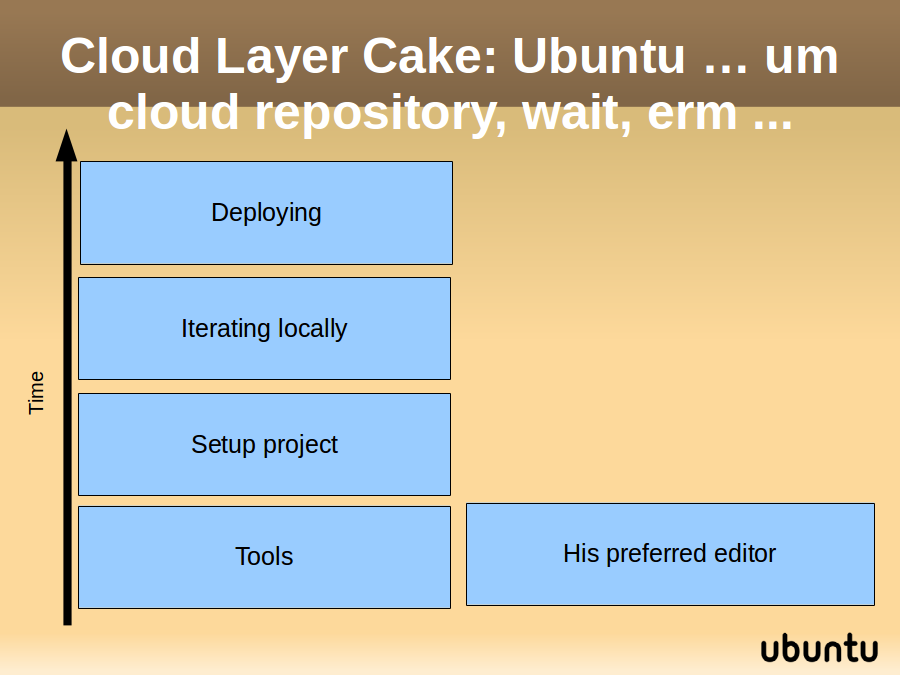 Cloud Layer Cake: Ubuntu … um
cloud repository, wait, erm ...
Deploying
Iterating locally
Time
Setup project
Tools
His preferred editor
ubuntu